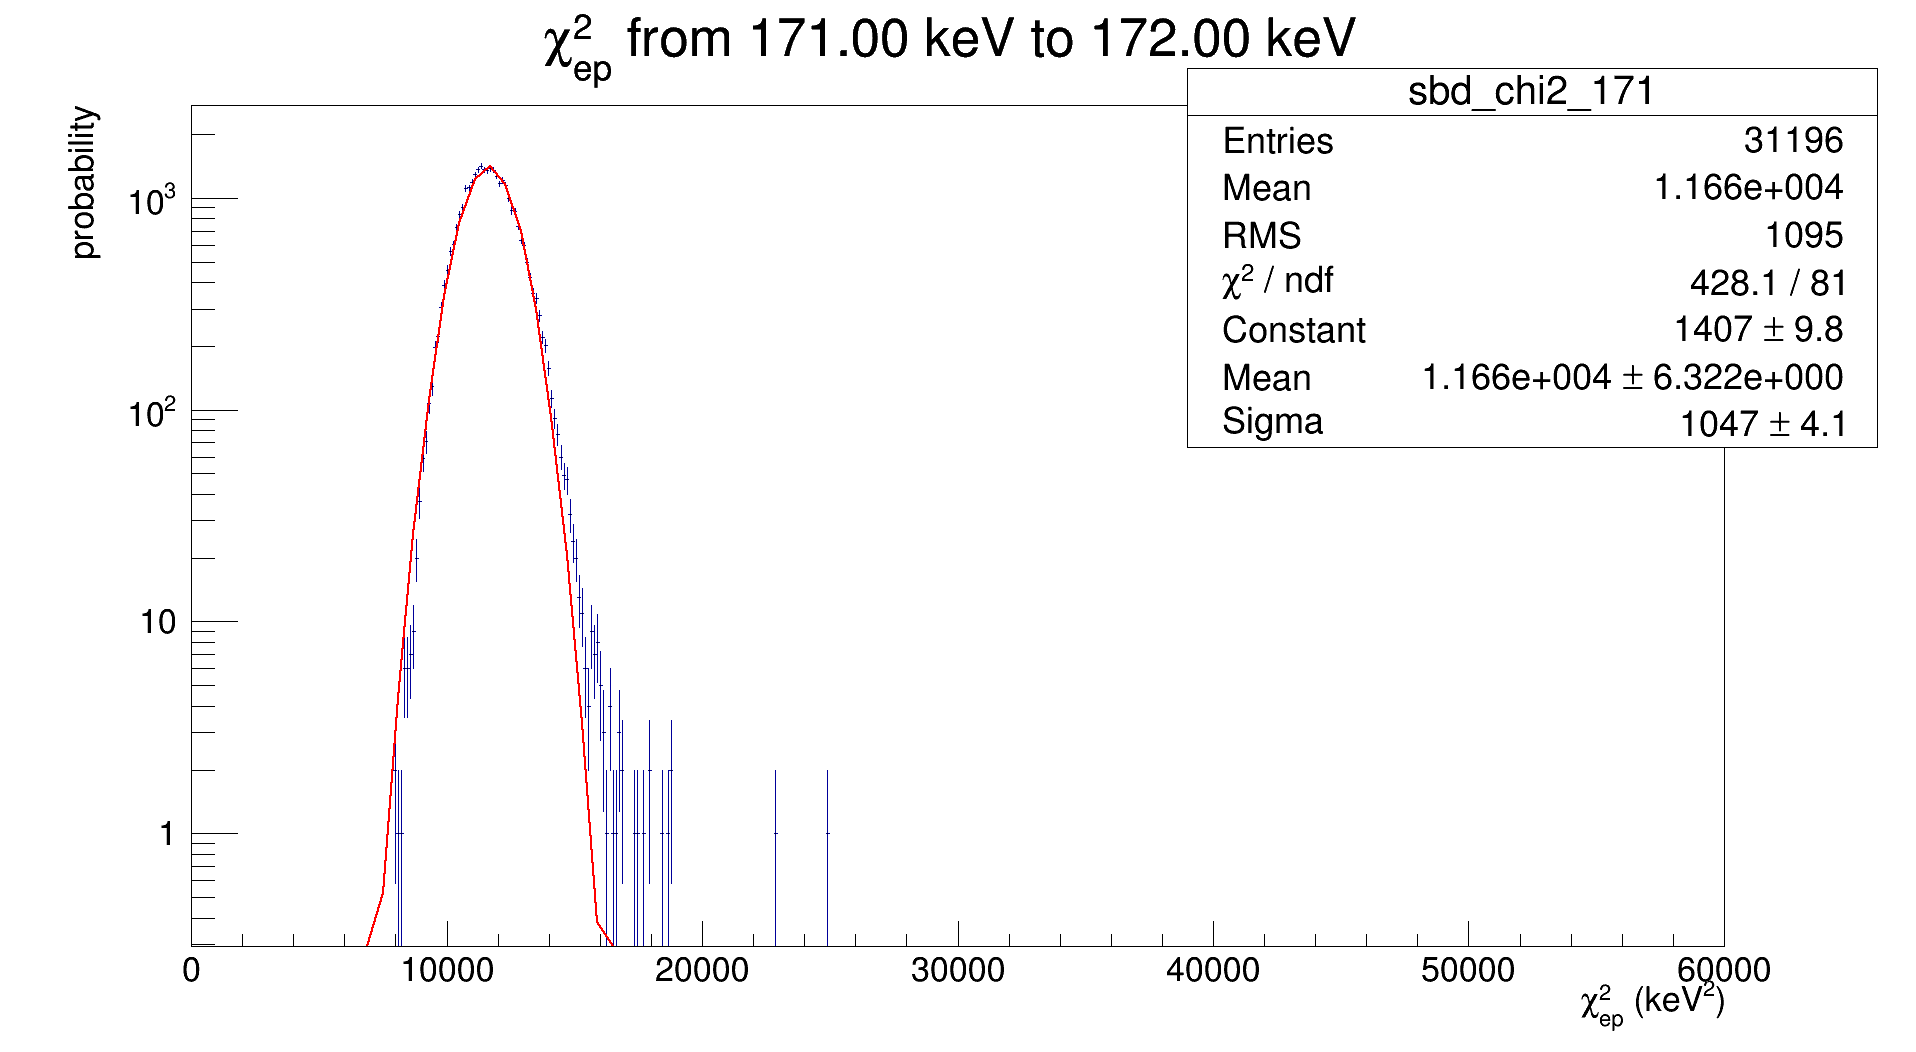 χ²ep from 171.00 keV to 172.00 keV
sbd_chi2_171
Entries 31196
Mean 1.166e+004
RMS 1095
χ² / ndf 428.1 / 81
Constant 1407 ± 9.8
Mean 1.166e+004 ± 6.322e+000
Sigma 1047 ± 4.1
probability
10³
10²
10
1
0 10000 20000 30000 40000 50000 60000
χ²ep (keV²)